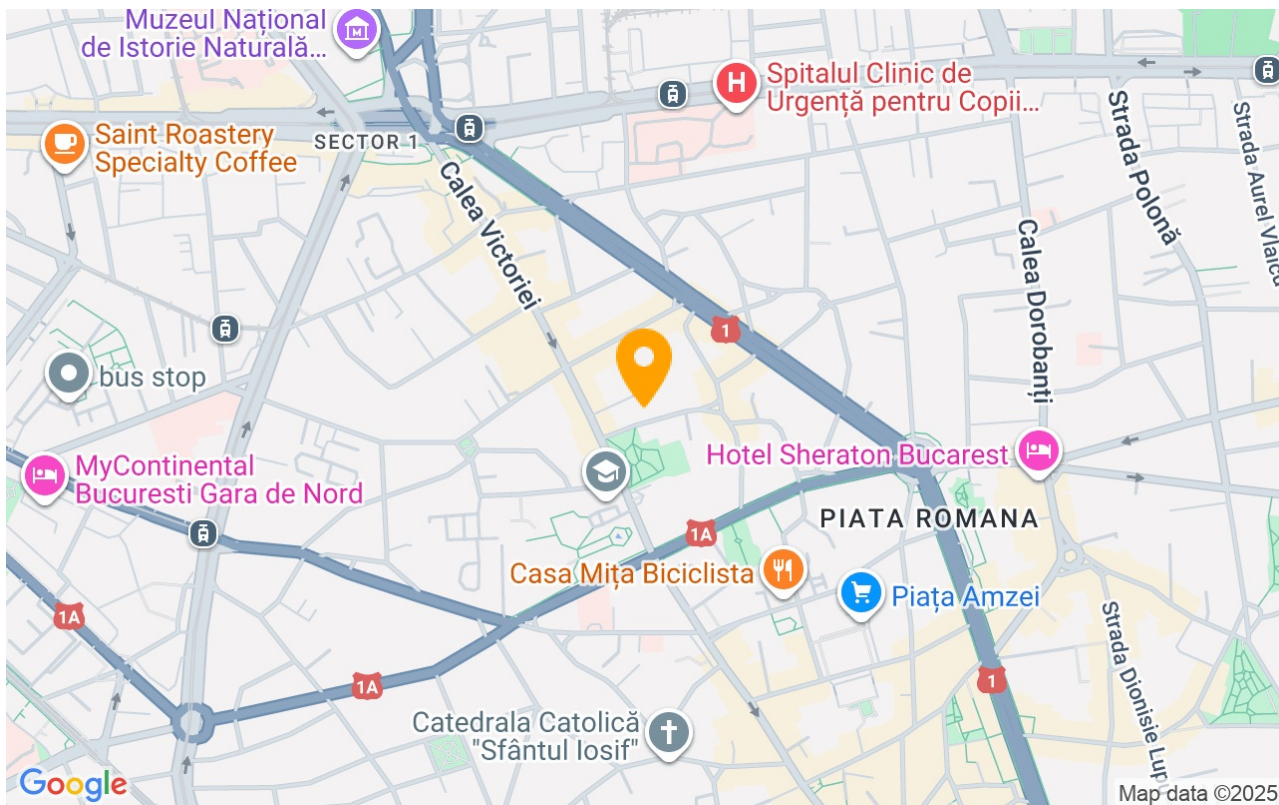 Muzeul Național
de Istorie Naturală...
H
Spitalul Clinic de
Urgență pentru Copii...
Saint Roastery
Specialty Coffee
SECTOR 1
Calea Victoriei
Strada Polonă
Strada Aurel Vlaicu
Calea Dorobanți
1
bus stop
MyContinental
Bucuresti Gara de Nord
Hotel Sheraton Bucarest
PIATA ROMANA
1A
Casa Mița Biciclista
Piața Amzei
1A
1A
1
Strada Dionisie Lup
Catedrala Catolică
"Sfântul Iosif"
Google
Map data ©2025